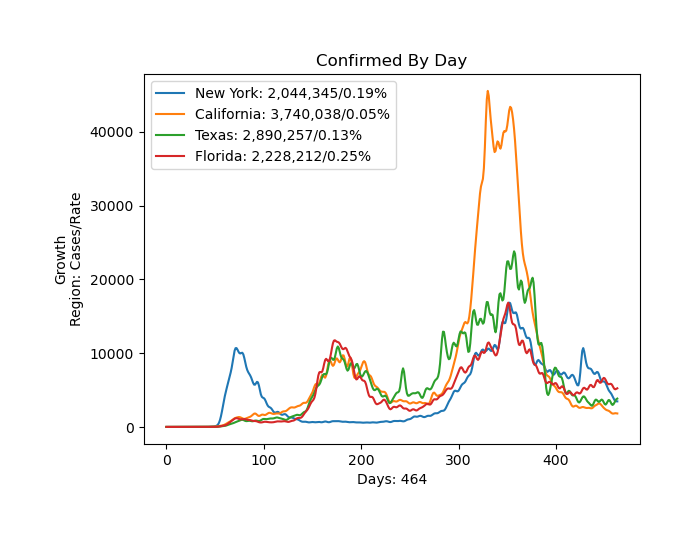 Confirmed By Day
New York: 2,044,345/0.19%
California: 3,740,038/0.05%
Texas: 2,890,257/0.13%
Florida: 2,228,212/0.25%
Growth
Region: Cases/Rate
40000
30000
20000
10000
0
0 100 200 300 400
Days: 464